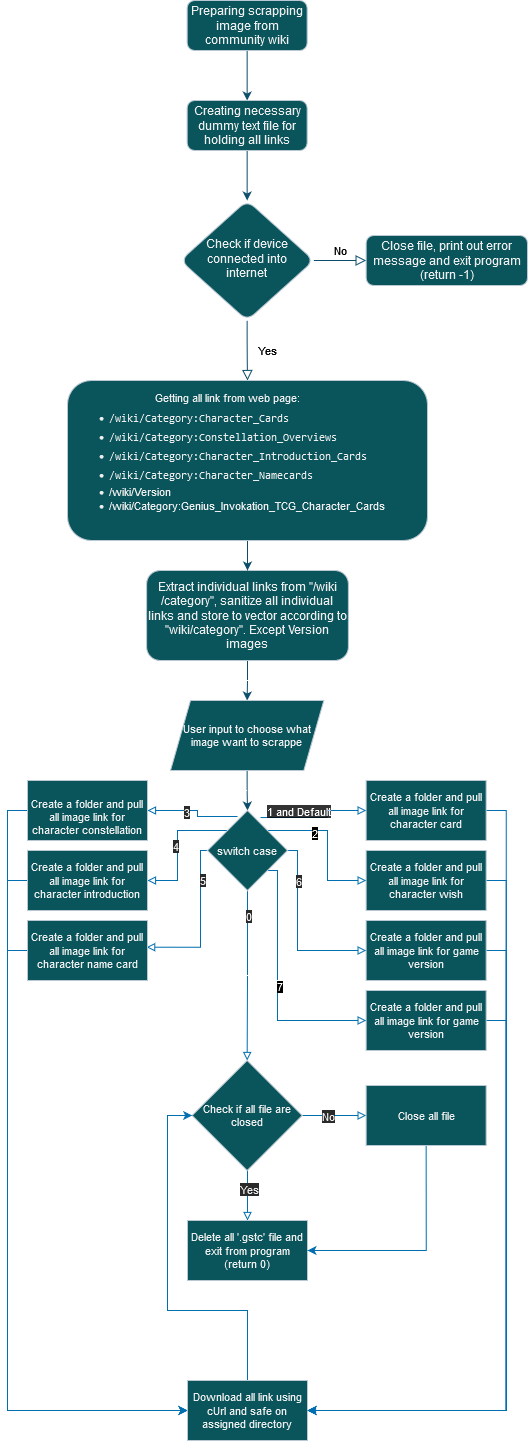 Preparing scrapping
image from
community wiki
Creating necessary
dummy text file for
holding all links
Check if device
connected into
internet
No
Close file, print out error
message and exit program
(return -1)
Yes
Getting all link from web page:
• /wiki/Category:Character_Cards
• /wiki/Category:Constellation_Overviews
• /wiki/Category:Character_Introduction_Cards
• /wiki/Category:Character_Namecards
• /wiki/Version
• /wiki/Category:Genius_Invokation_TCG_Character_Cards
Extract individual links from "/wiki
/category", sanitize all individual
links and store to vector according to
"wiki/category". Except Version
images
User input to choose what
image want to scrappe
switch case
3
Create a folder and pull
all image link for
character constellation
4
Create a folder and pull
all image link for
character introduction
5
Create a folder and pull
all image link for
character name card
1 and Default
Create a folder and pull
all image link for
character card
2
Create a folder and pull
all image link for
character wish
6
Create a folder and pull
all image link for game
version
7
Create a folder and pull
all image link for game
version
0
Check if all file are
closed
No
Close all file
Yes
Delete all '.gstc' file and
exit from program
(return 0)
Download all link using
cUrl and safe on
assigned directory